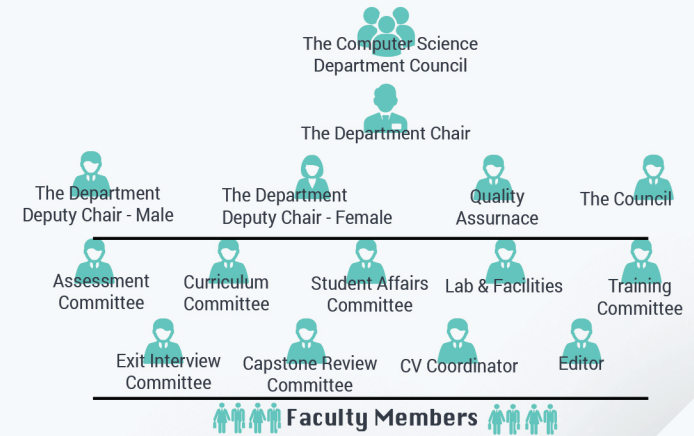 The Computer Science
Department Council
The Department Chair
The Department
Deputy Chair - Male
The Department
Deputy Chair - Female
Quality
Assurnace
The Council
Assessment
Committee
Curriculum
Committee
Student Affairs
Committee
Lab & Facilities
Training
Committee
Exit Interview
Committee
Capstone Review
Committee
CV Coordinator
Editor
Faculty Members